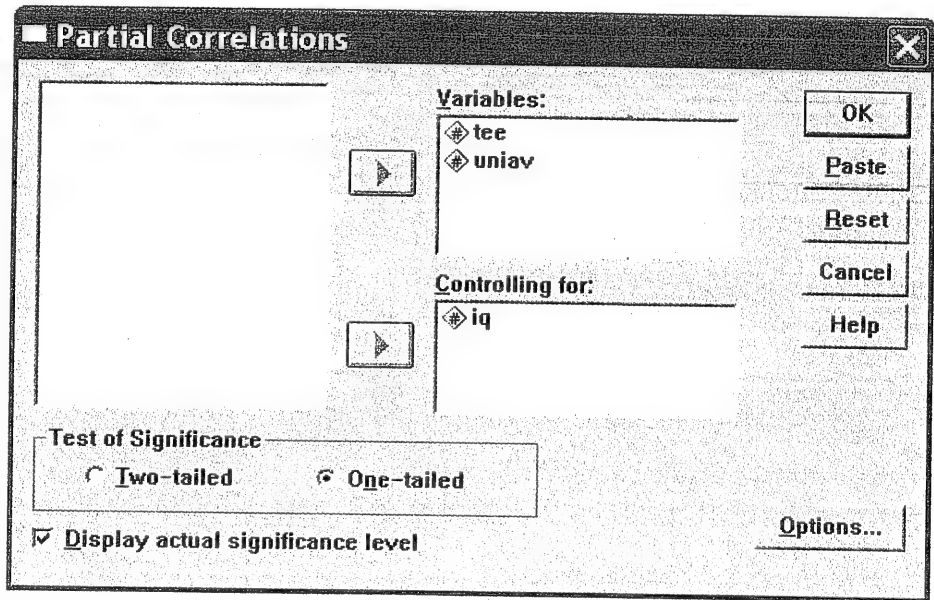 Partial Correlations
Variables:
tee
uniav
Controlling for:
iq
OK
Paste
Reset
Cancel
Help
Test of Significance
Two-tailed
One-tailed
Display actual significance level
Options...